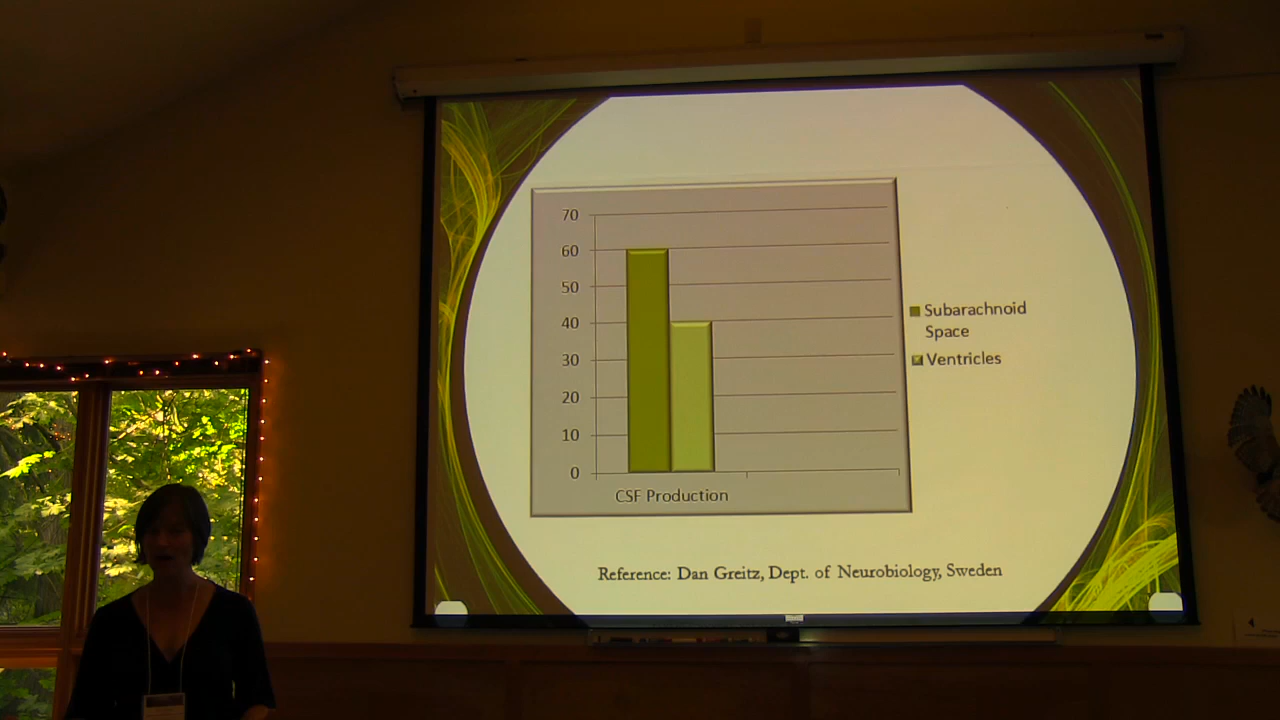 70
60
50
40
30
20
10
0
CSF Production
Subarachnoid
Space
Ventricles
Reference: Dan Greitz, Dept. of Neurobiology, Sweden